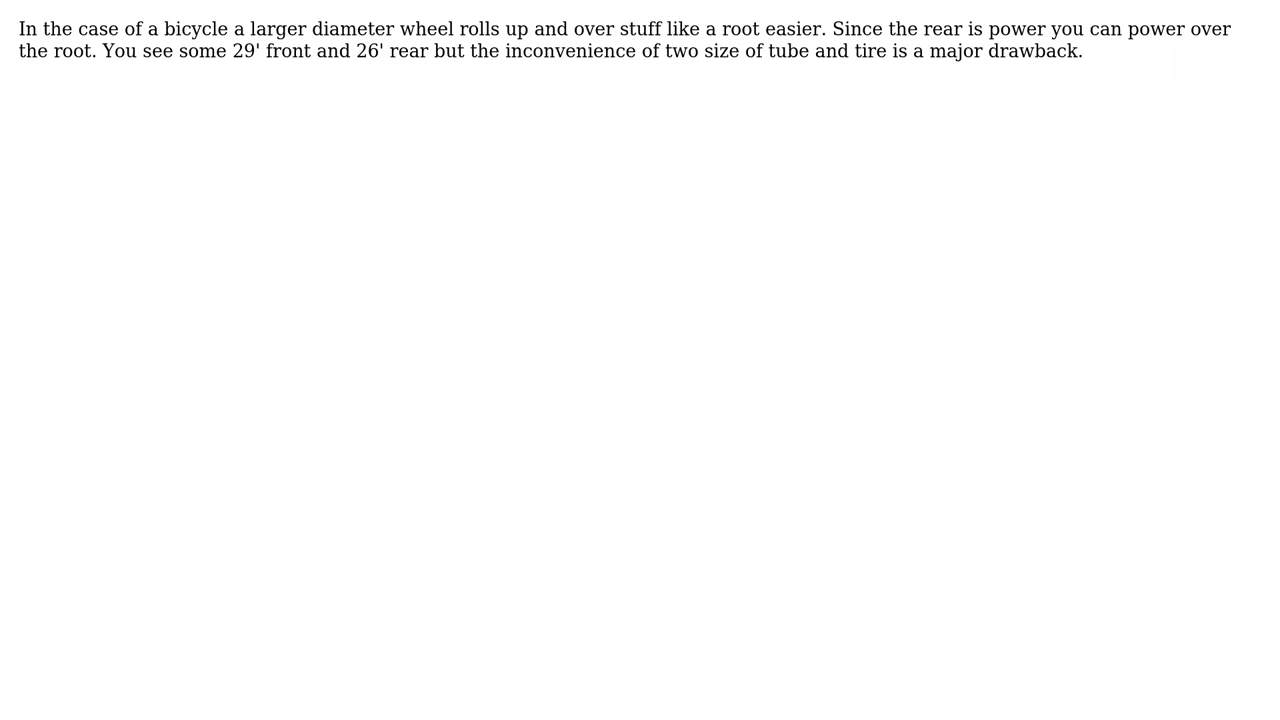 In the case of a bicycle a larger diameter wheel rolls up and over stuff like a root easier. Since the rear is power you can power over
the root. You see some 29' front and 26' rear but the inconvenience of two size of tube and tire is a major drawback.